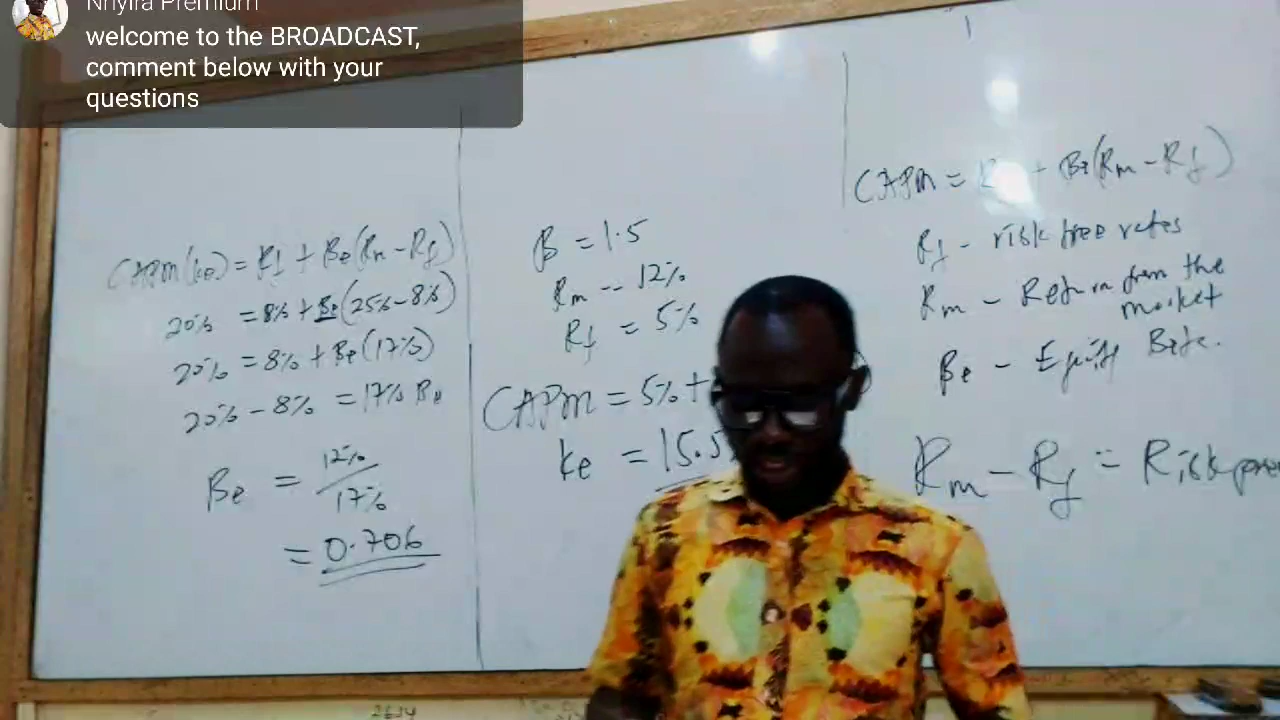 Nhyira Premium
welcome to the BROADCAST,
comment below with your
questions
CAPM(ke) = Rf + Be(Rm - Rf)
20% = 8% + Be(25% - 8%)
20% = 8% + Be(17%)
20% - 8% = 17% Be
Be = 12%/17%
= 0.706
β = 1.5
Rm - 12%
Rf = 5%
CAPM = 5% +
ke = 15.5
CAPM = R + Be(Rm - Rf)
Rf - risk free rates
Rm - Return from the
market
Be - Equity Beta.
Rm - Rf = Risk